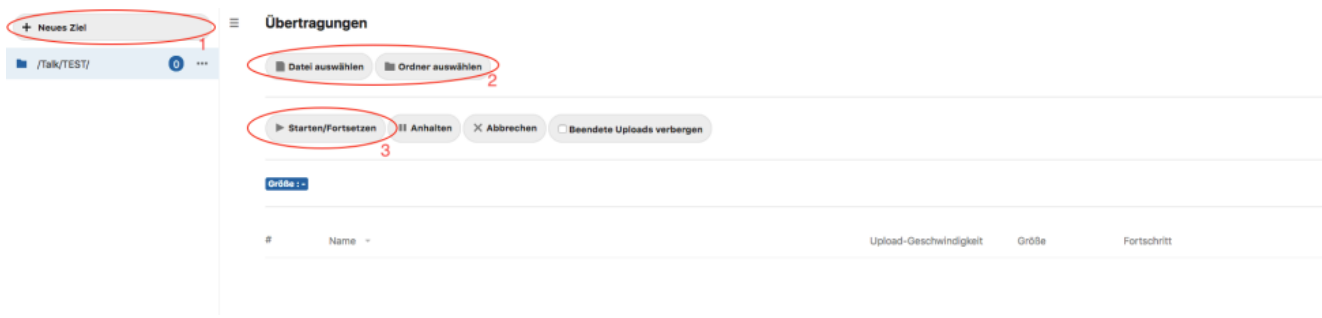 + Neues Ziel
1
/Talk/TEST/ 0 ···
≡ Übertragungen
Datei auswählen Ordner auswählen
2
Starten/Fortsetzen Anhalten Abbrechen Beendete Uploads verbergen
3
Größe : -
# Name Upload-Geschwindigkeit Größe Fortschritt